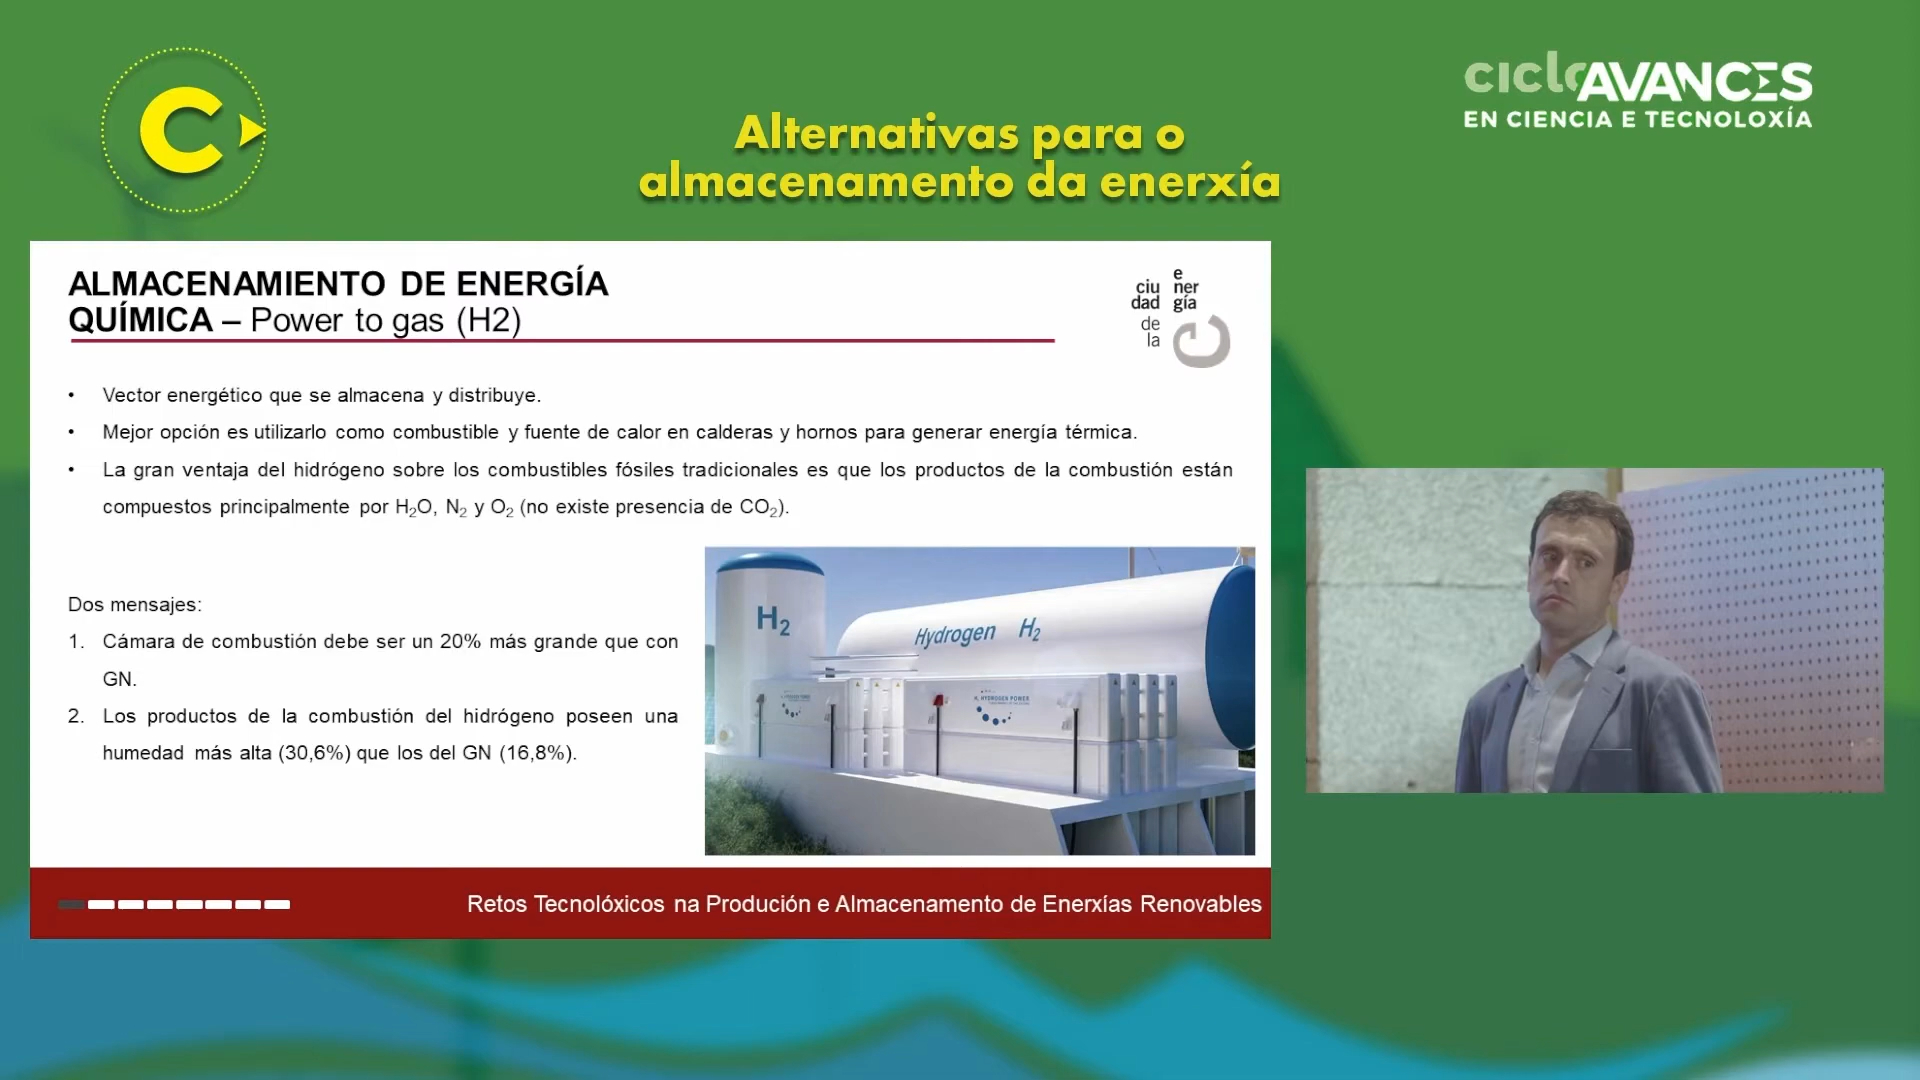 C
cicloAVANCES
EN CIENCIA E TECNOLOXÍA
Alternativas para o
almacenamento da enerxía
ALMACENAMIENTO DE ENERGÍA
QUÍMICA – Power to gas (H2)
e
ciu ner
dad gía
de
la
c
• Vector energético que se almacena y distribuye.
• Mejor opción es utilizarlo como combustible y fuente de calor en calderas y hornos para generar energía térmica.
• La gran ventaja del hidrógeno sobre los combustibles fósiles tradicionales es que los productos de la combustión están
compuestos principalmente por H₂O, N₂ y O₂ (no existe presencia de CO₂).
Dos mensajes:
1. Cámara de combustión debe ser un 20% más grande que con
GN.
2. Los productos de la combustión del hidrógeno poseen una
humedad más alta (30,6%) que los del GN (16,8%).
H₂
Hydrogen H₂
H₂ HYDROGEN POWER
Retos Tecnolóxicos na Produción e Almacenamento de Enerxías Renovables